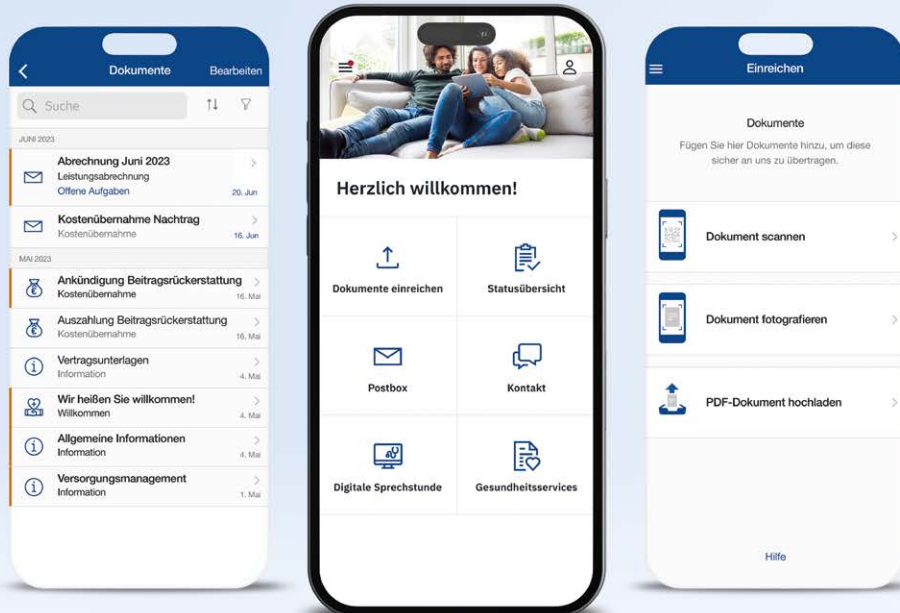 Dokumente
Bearbeiten
Suche
JUNI 2023
Abrechnung Juni 2023
Leistungsabrechnung
Offene Aufgaben
20. Jun
Kostenübernahme Nachtrag
Kostenübernahme
16. Jun
MAI 2023
Ankündigung Beitragsrückerstattung
Kostenübernahme
16. Mai
Auszahlung Beitragsrückerstattung
Kostenübernahme
16. Mai
Vertragsunterlagen
Information
4. Mai
Wir heißen Sie willkommen!
Willkommen
4. Mai
Allgemeine Informationen
Information
4. Mai
Versorgungsmanagement
Information
1. Mai
Herzlich willkommen!
Dokumente einreichen
Statusübersicht
Postbox
Kontakt
Digitale Sprechstunde
Gesundheitsservices
Einreichen
Dokumente
Fügen Sie hier Dokumente hinzu, um diese
sicher an uns zu übertragen.
Dokument scannen
Dokument fotografieren
PDF-Dokument hochladen
Hilfe